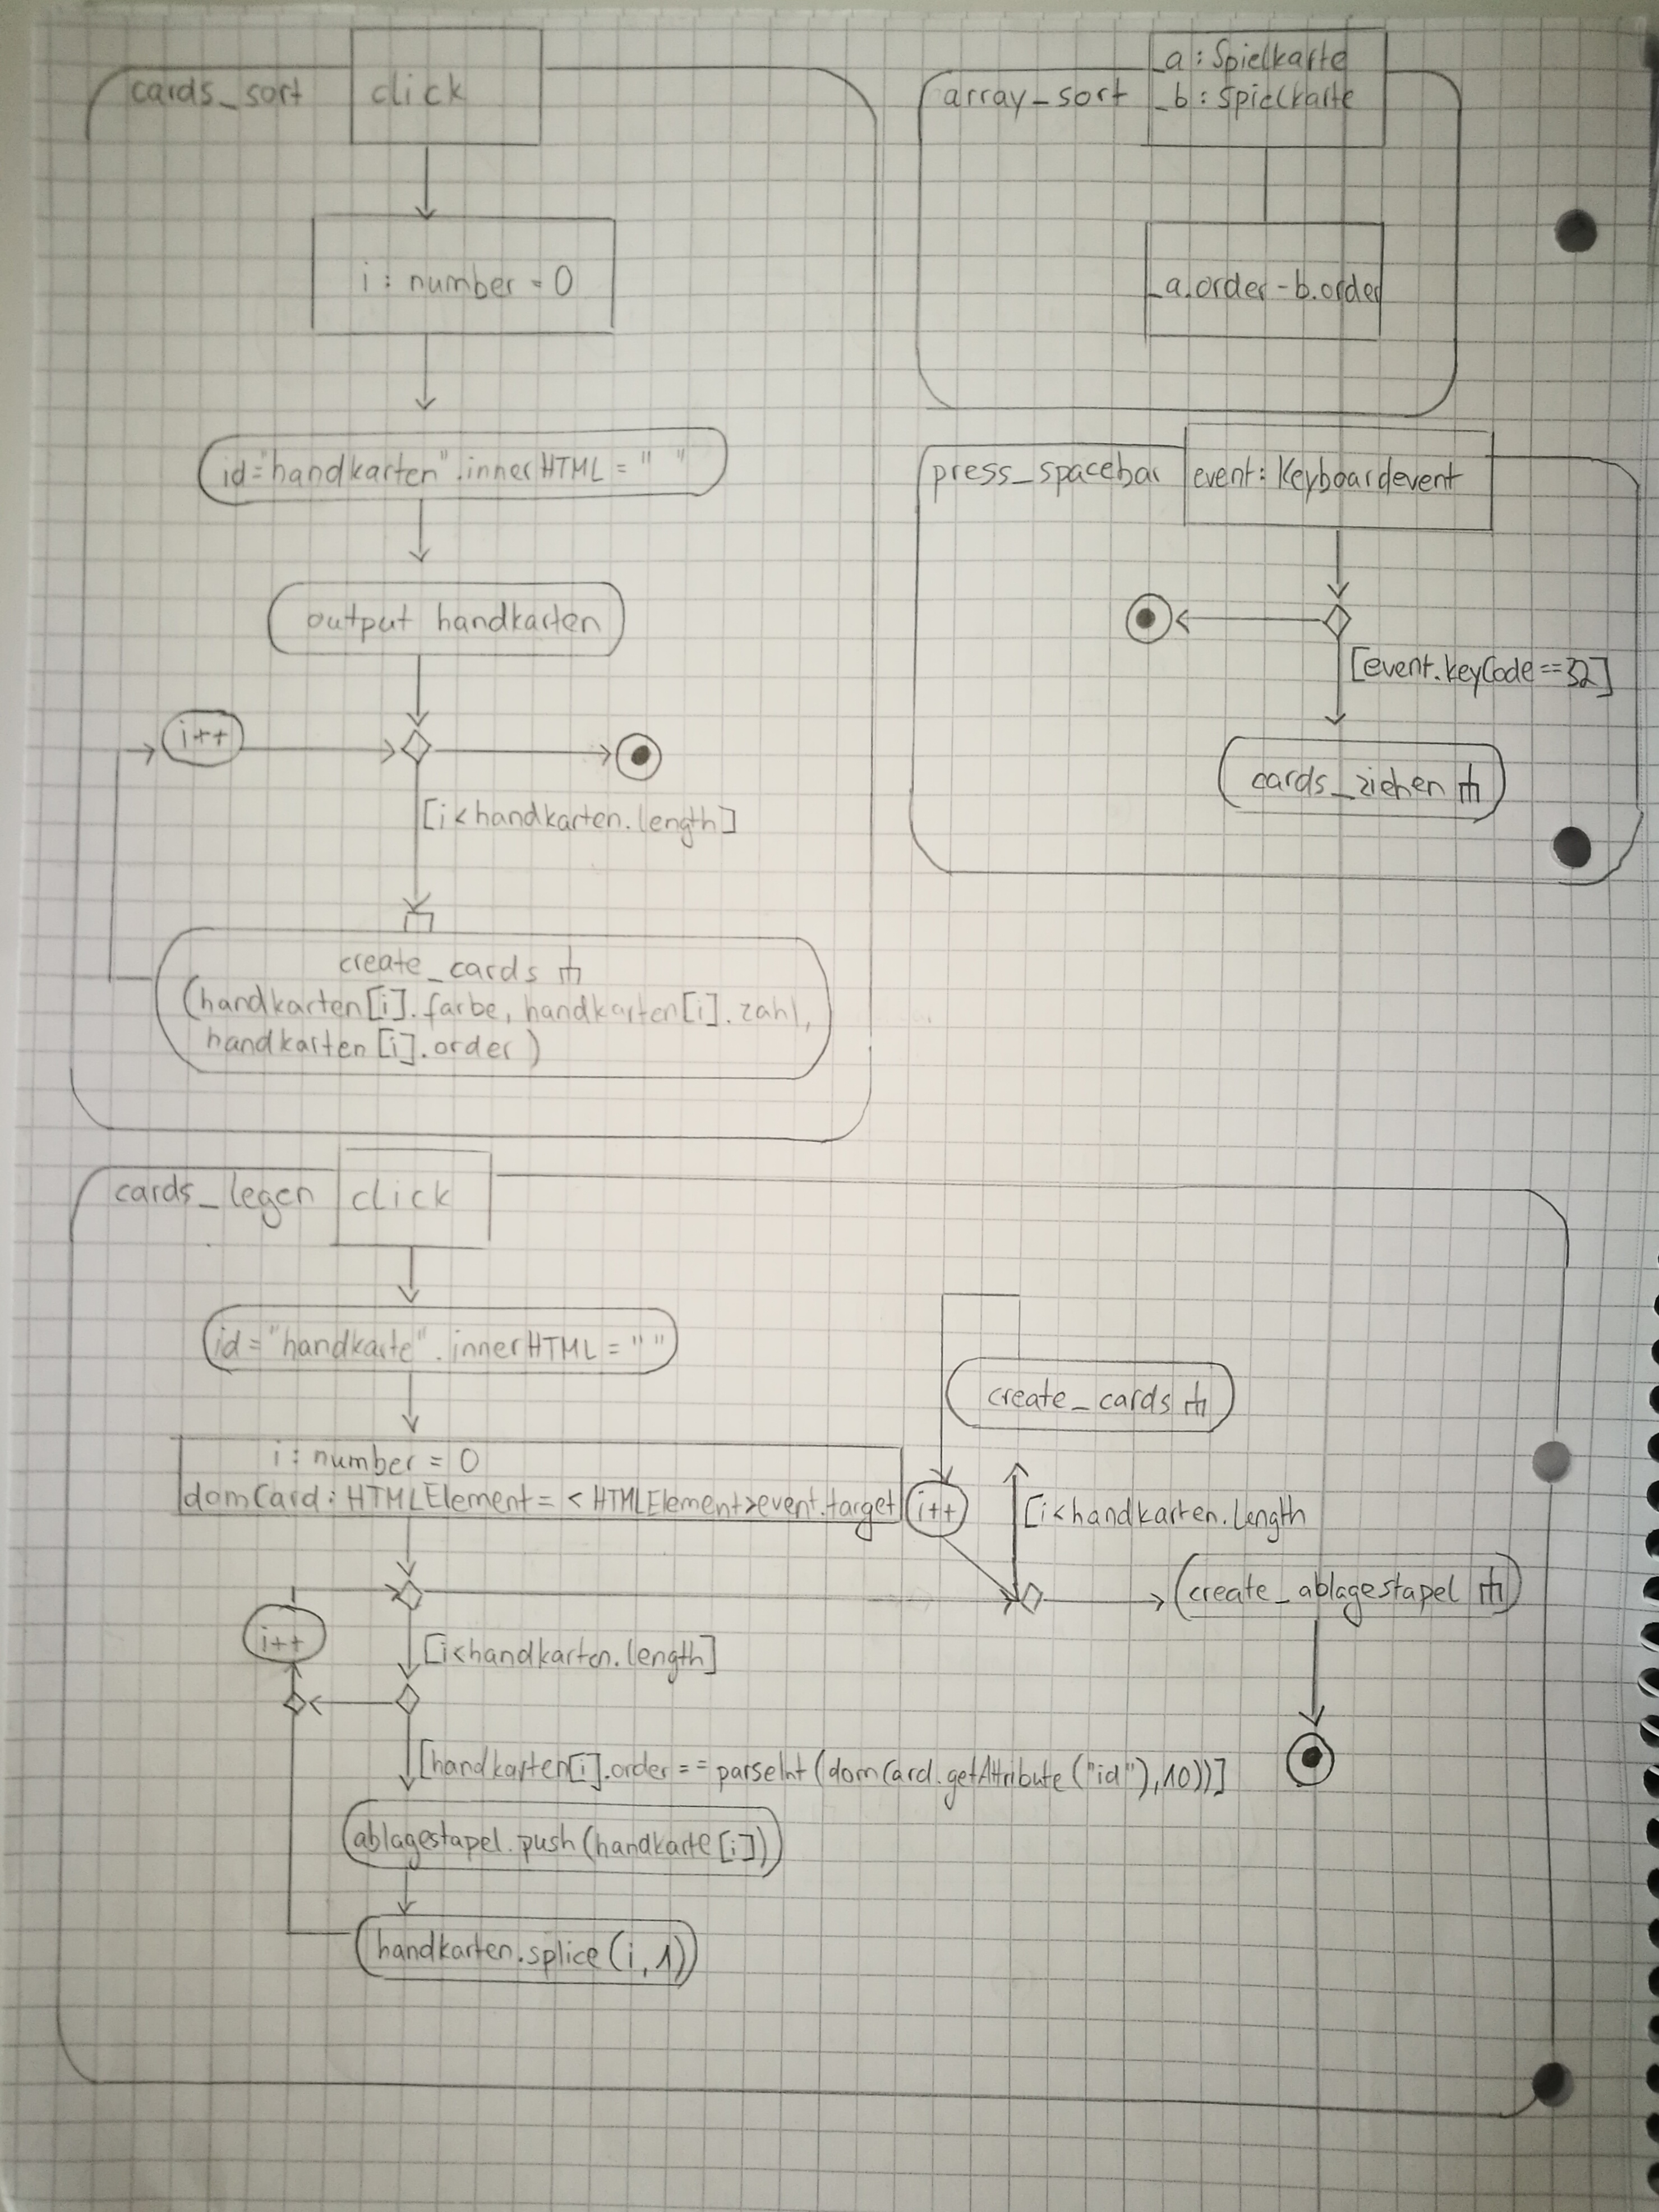 cards_sort
click
i : number = 0
id="handkarten".innerHTML = " "
output handkarten
i++
[i<handkarten.length]
create_cards
(handkarten[i].farbe, handkarten[i].zahl,
handkarten[i].order)
_a : Spielkarte
array_sort
_b : Spielkarte
_a.order - b.order
press_spacebar
event: Keyboardevent
[event.keyCode==32]
cards_ziehen
cards_legen
click
id="handkarte".innerHTML = " "
i : number = 0
domCard : HTMLElement = <HTMLElement>event.target
create_cards
i++
[i<handkarten.length
create_ablagestapel
i++
[i<handkarten.length]
[handkarten[i].order == parseInt(domCard.getAttribute("id"),10))]
ablagestapel.push(handkarte[i])
handkarten.splice(i,1)